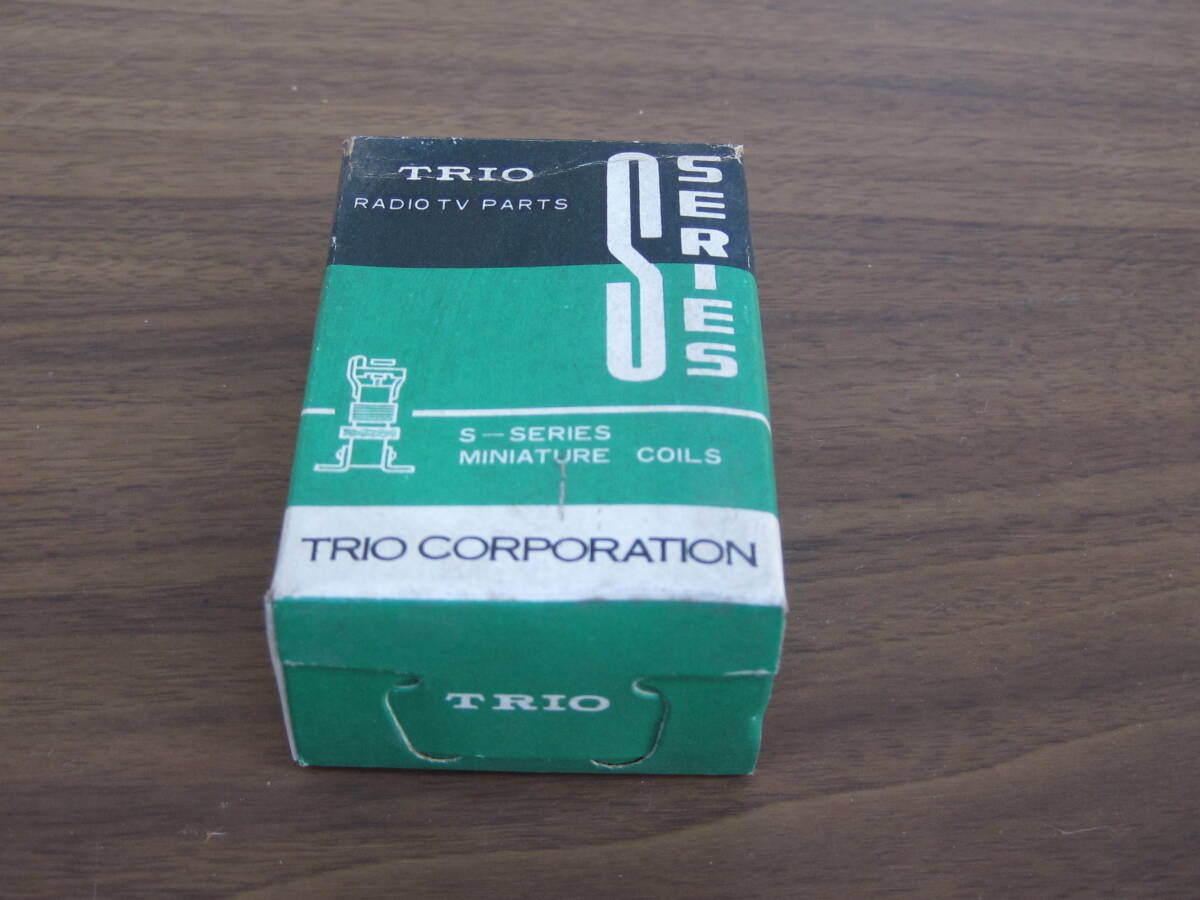 TRIO
RADIO TV PARTS
S SERIES
S-SERIES
MINIATURE COILS
TRIO CORPORATION
TRIO